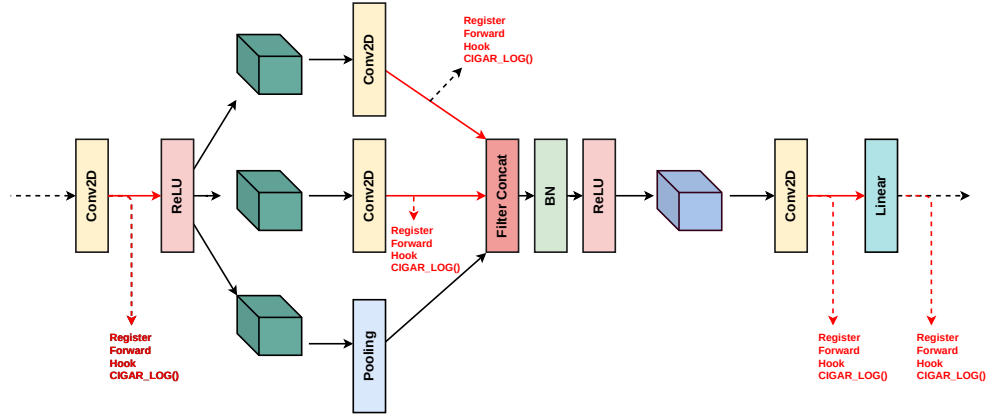 Register
Forward
Hook
CIGAR_LOG()
Conv2D
Conv2D
ReLU
Conv2D
Filter Concat
BN
ReLU
Conv2D
Linear
Register
Forward
Hook
CIGAR_LOG()
Pooling
Register
Forward
Hook
CIGAR_LOG()
Register
Forward
Hook
CIGAR_LOG()
Register
Forward
Hook
CIGAR_LOG()